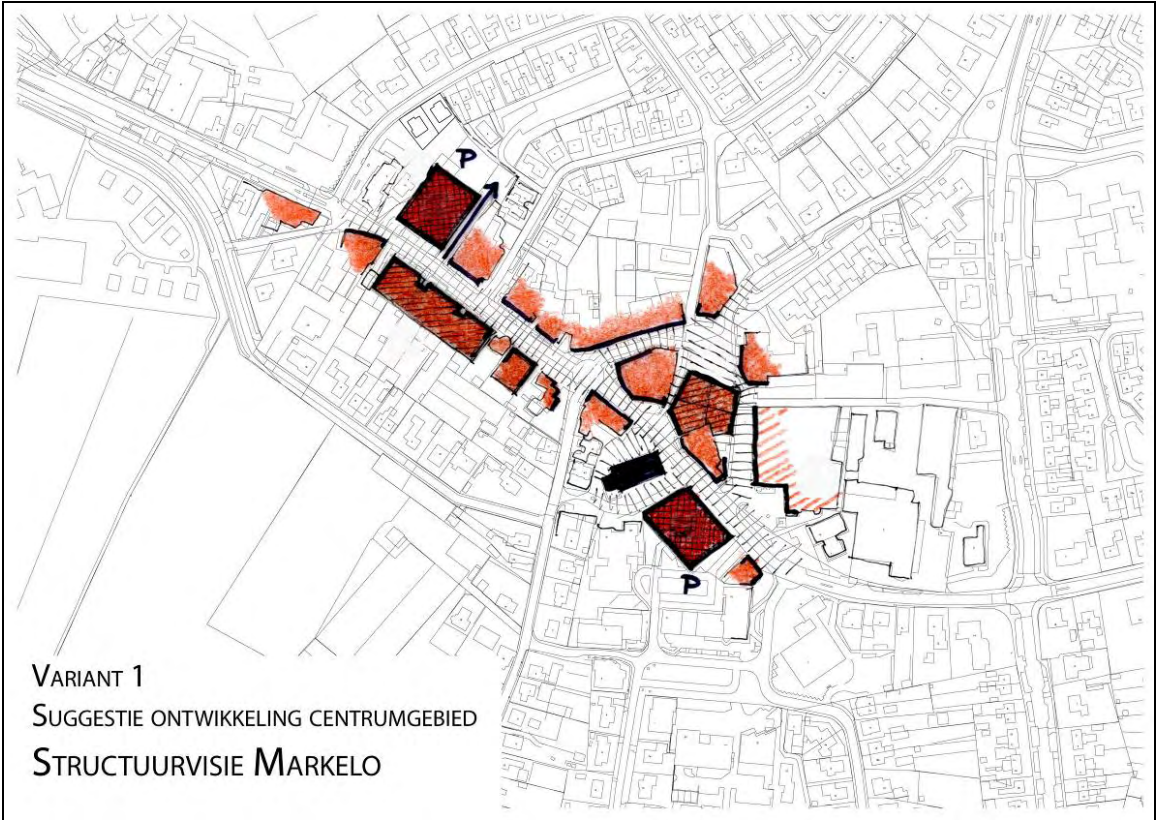 P
P
VARIANT 1
SUGGESTIE ONTWIKKELING CENTRUMGEBIED
STRUCTUURVISIE MARKELO